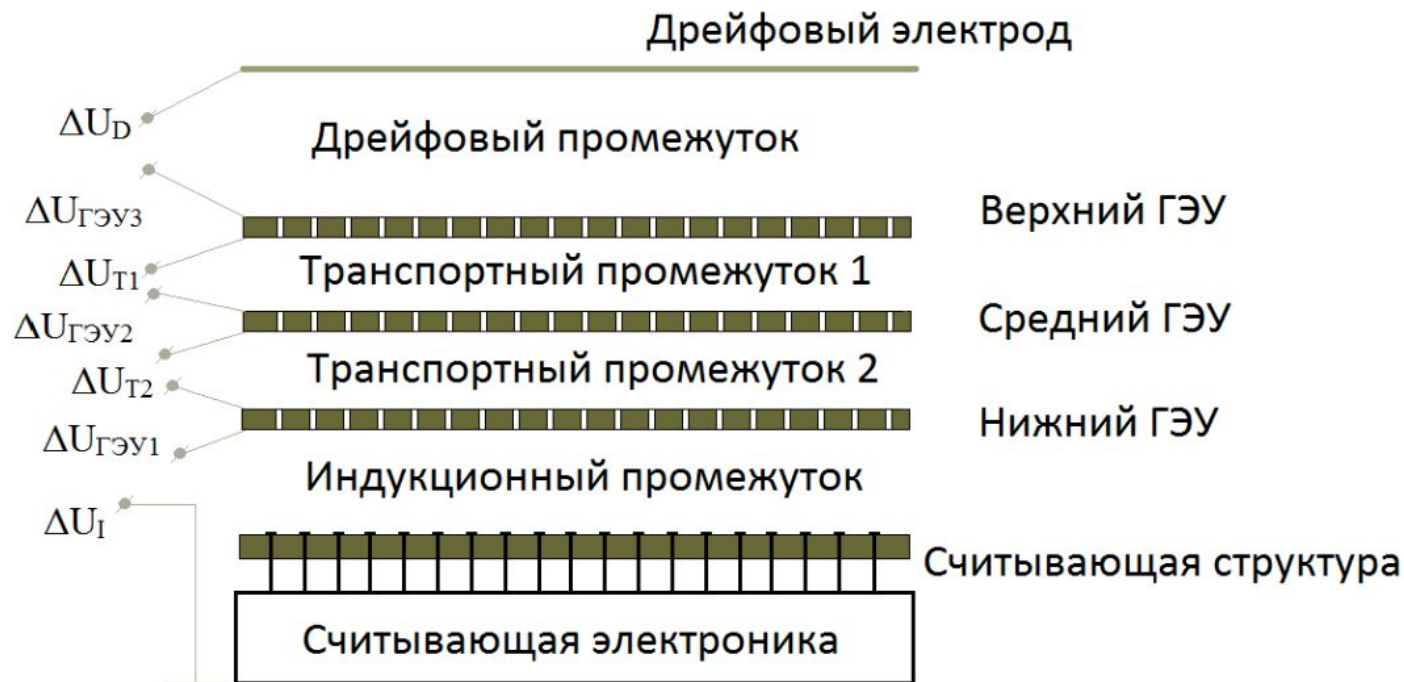 Дрейфовый электрод
ΔU_D
Дрейфовый промежуток
ΔU_ГЭУ3
Верхний ГЭУ
ΔU_T1
Транспортный промежуток 1
ΔU_ГЭУ2
Средний ГЭУ
ΔU_T2
Транспортный промежуток 2
ΔU_ГЭУ1
Нижний ГЭУ
Индукционный промежуток
ΔU_I
Считывающая структура
Считывающая электроника